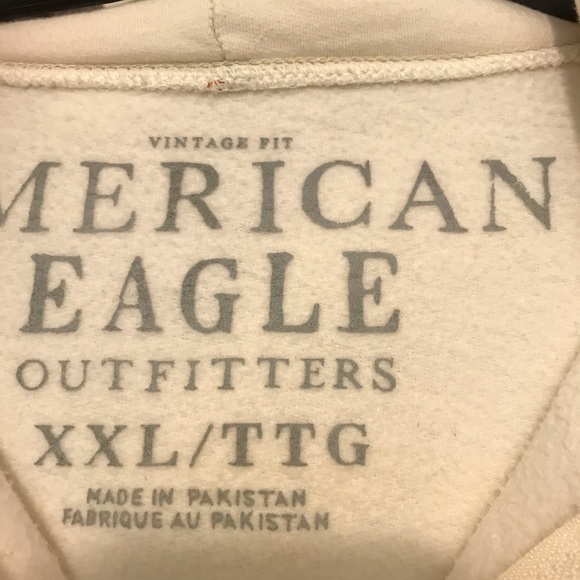 VINTAGE FIT
MERICAN
EAGLE
OUTFITTERS
XXL/TTG
MADE IN PAKISTAN
FABRIQUE AU PAKISTAN